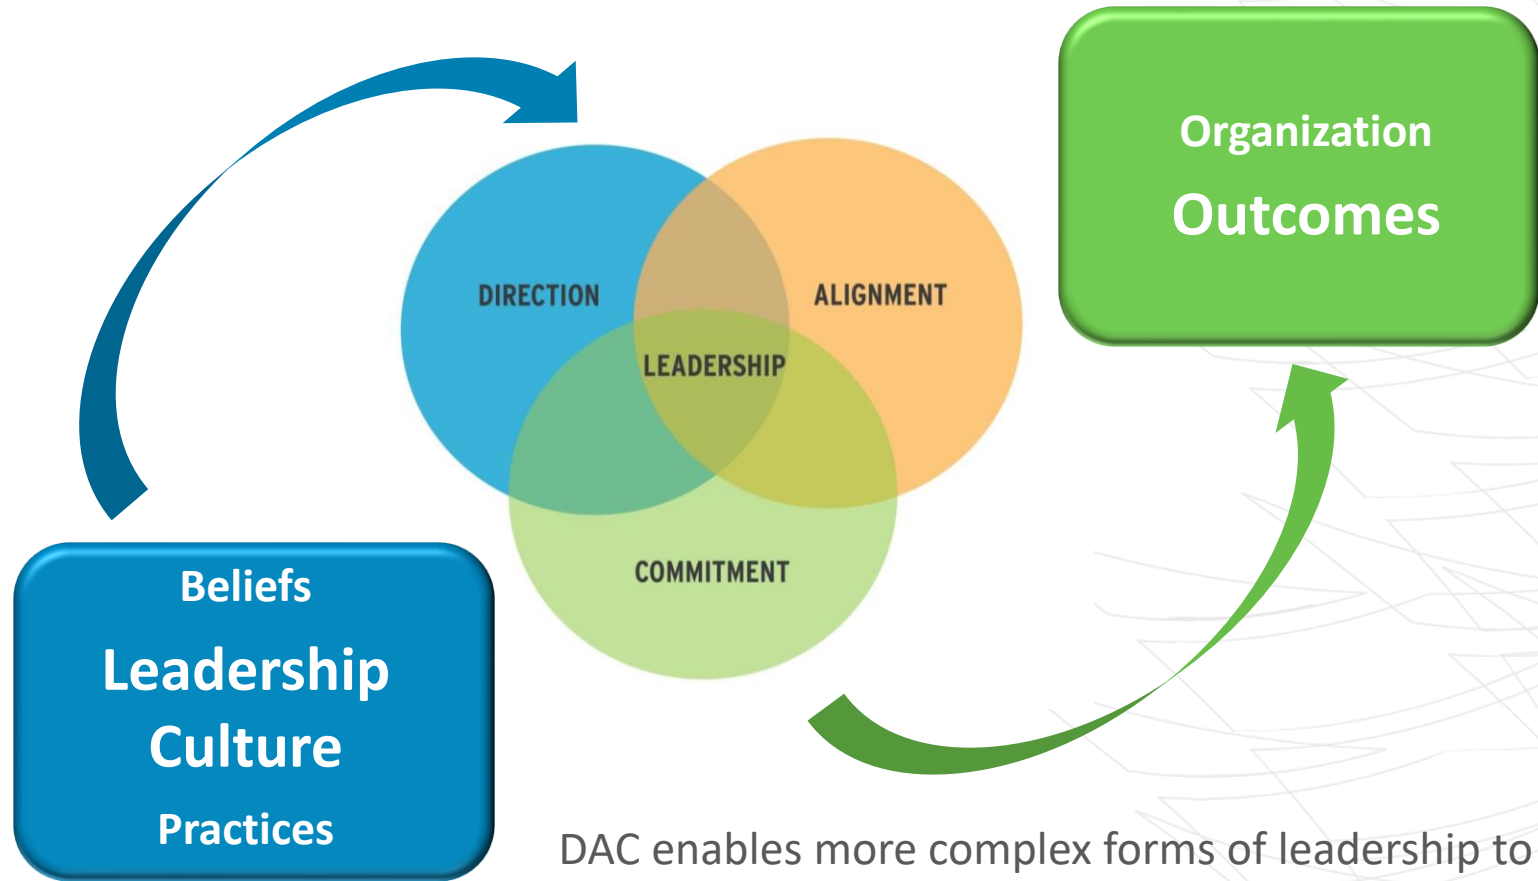 Organization
Outcomes
DIRECTION
ALIGNMENT
LEADERSHIP
COMMITMENT
Beliefs
Leadership
Culture
Practices
DAC enables more complex forms of leadership to